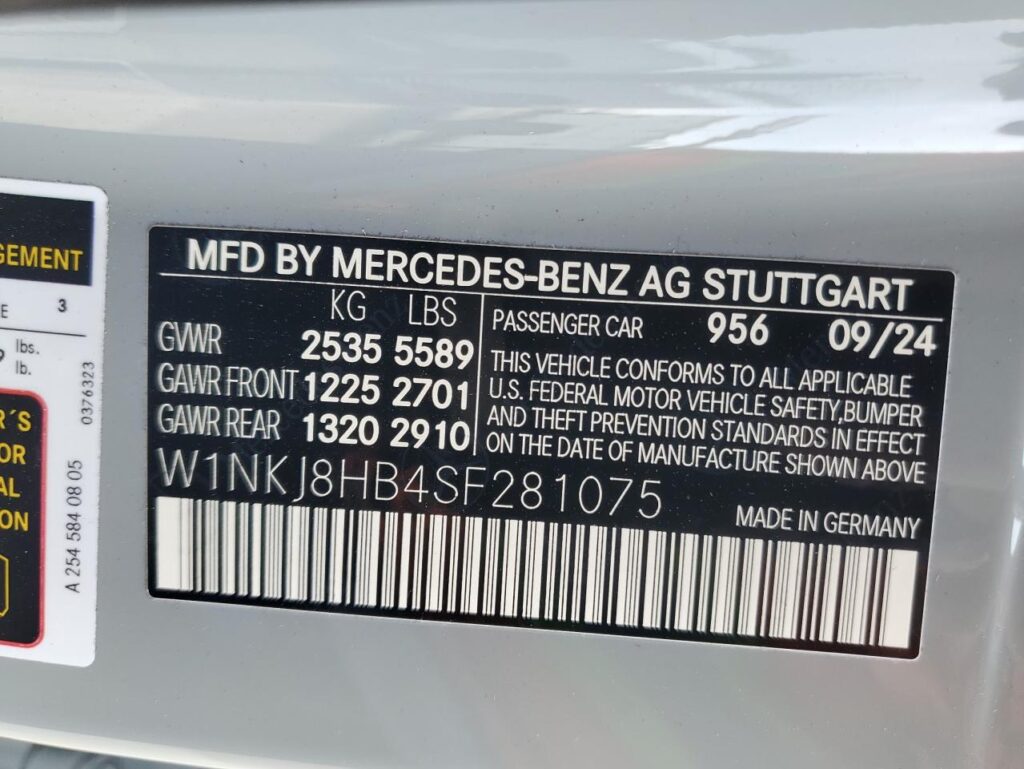 GEMENT
E 3
9 lbs.
lb.
0376323
R´S
OR
AL
ON
A 254 584 08 05
MFD BY MERCEDES-BENZ AG STUTTGART
KG LBS
GVWR 2535 5589
GAWR FRONT 1225 2701
GAWR REAR 1320 2910
PASSENGER CAR 956 09/24
THIS VEHICLE CONFORMS TO ALL APPLICABLE
U.S. FEDERAL MOTOR VEHICLE SAFETY,BUMPER
AND THEFT PREVENTION STANDARDS IN EFFECT
ON THE DATE OF MANUFACTURE SHOWN ABOVE
W1NKJ8HB4SF281075
MADE IN GERMANY